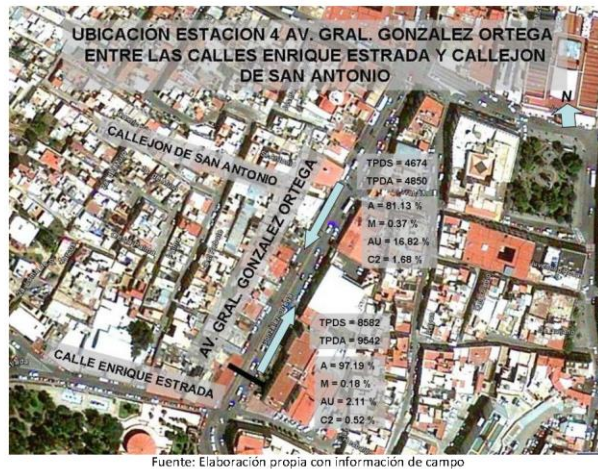 UBICACIÓN ESTACION 4 AV. GRAL. GONZALEZ ORTEGA
ENTRE LAS CALLES ENRIQUE ESTRADA Y CALLEJON
DE SAN ANTONIO
N
CALLEJON DE SAN ANTONIO
AV. GRAL. GONZALEZ ORTEGA
TPDS = 4674
TPDA = 4850
A = 81.13 %
M = 0.37 %
AU = 16.82 %
C2 = 1.68 %
TPDS = 8582
TPDA = 9542
A = 97.19 %
M = 0.18 %
AU = 2.11 %
C2 = 0.52 %
CALLE ENRIQUE ESTRADA
Fuente: Elaboración propia con información de campo